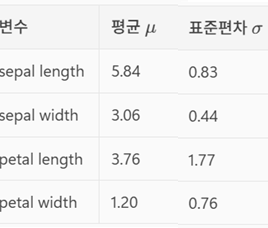 변수 평균 μ 표준편차 σ
sepal length 5.84 0.83
sepal width 3.06 0.44
petal length 3.76 1.77
petal width 1.20 0.76